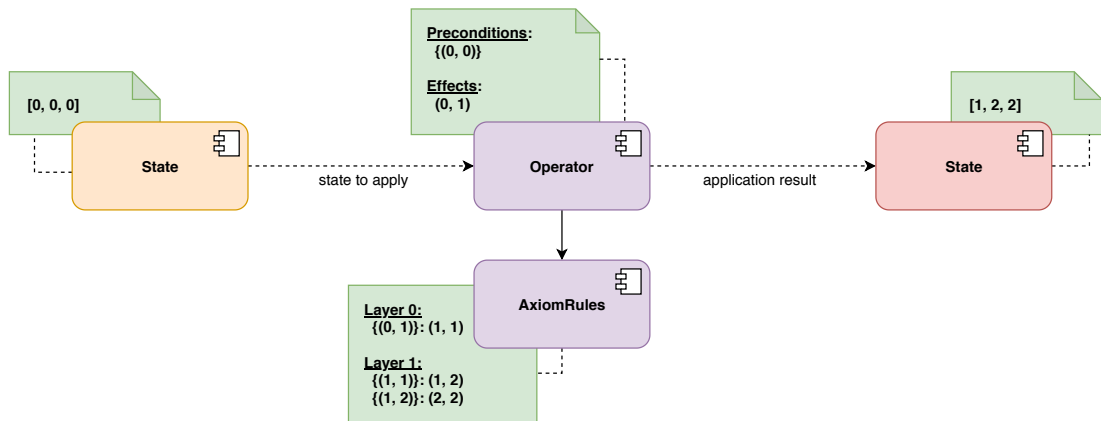 Preconditions:
{(0, 0)}
Effects:
(0, 1)
[0, 0, 0]
[1, 2, 2]
State
state to apply
Operator
application result
State
AxiomRules
Layer 0:
{(0, 1)}: (1, 1)
Layer 1:
{(1, 1)}: (1, 2)
{(1, 2)}: (2, 2)